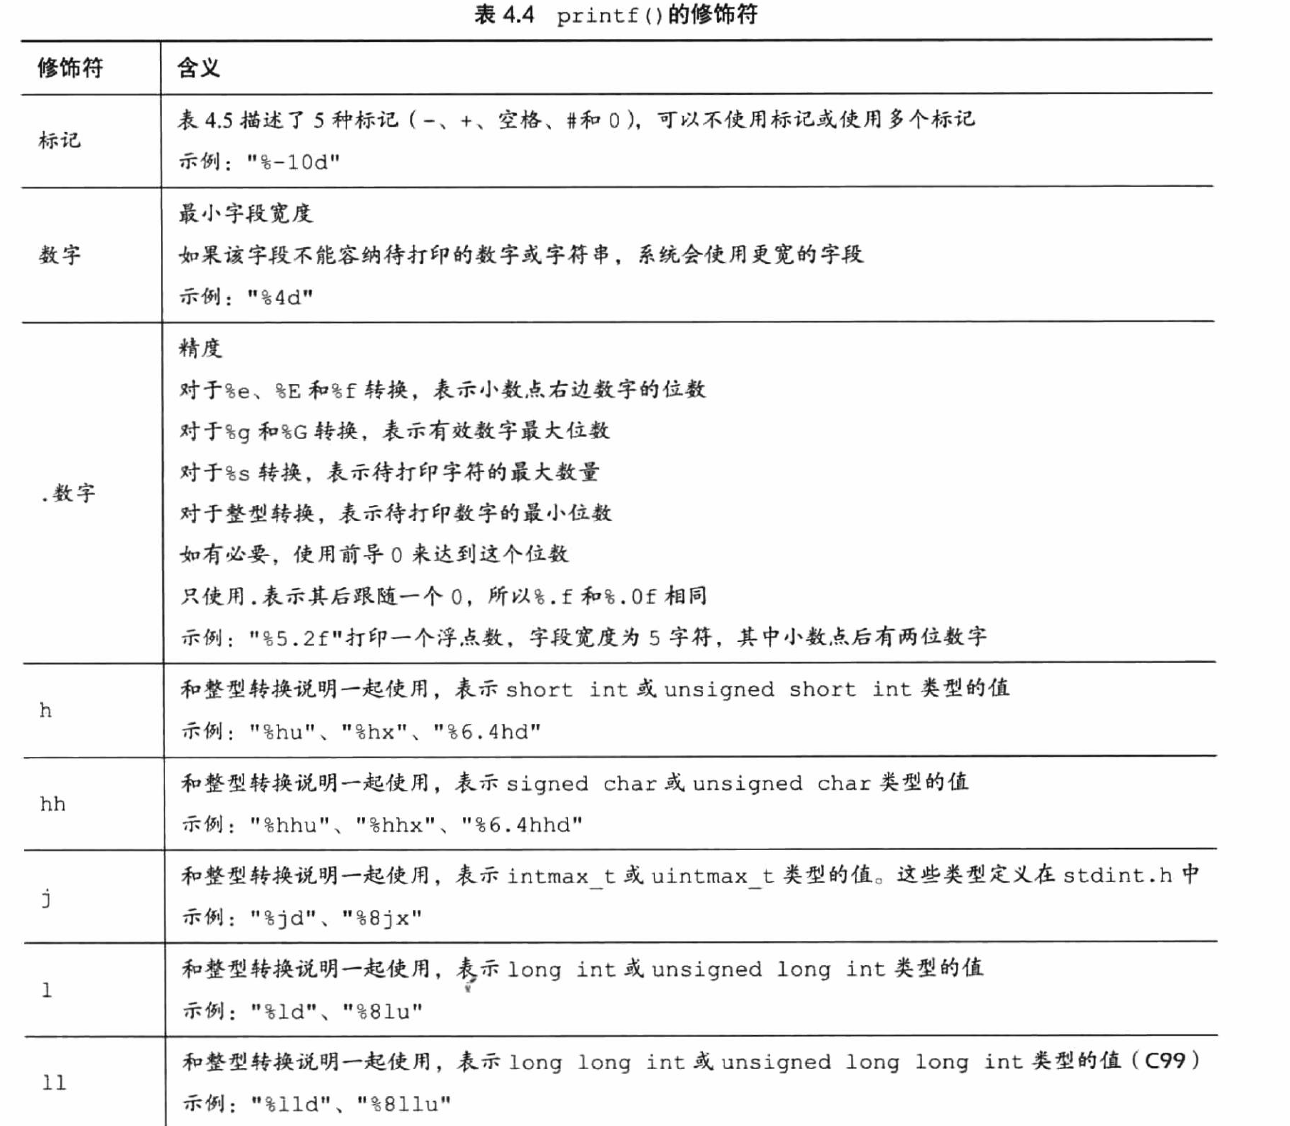 表 4.4 printf()的修饰符
修饰符 含义
标记
表 4.5 描述了 5 种标记（-、+、空格、#和 0），可以不使用标记或使用多个标记
示例："%-10d"
数字
最小字段宽度
如果该字段不能容纳待打印的数字或字符串，系统会使用更宽的字段
示例："%4d"
.数字
精度
对于%e、%E 和%f 转换，表示小数点右边数字的位数
对于%g 和%G 转换，表示有效数字最大位数
对于%s 转换，表示待打印字符的最大数量
对于整型转换，表示待打印数字的最小位数
如有必要，使用前导 0 来达到这个位数
只使用.表示其后跟随一个 0，所以%.f 和%.0f 相同
示例："%5.2f"打印一个浮点数，字段宽度为 5 字符，其中小数点后有两位数字
h
和整型转换说明一起使用，表示 short int 或 unsigned short int 类型的值
示例："%hu"、"%hx"、"%6.4hd"
hh
和整型转换说明一起使用，表示 signed char 或 unsigned char 类型的值
示例："%hhu"、"%hhx"、"%6.4hhd"
j
和整型转换说明一起使用，表示 intmax_t 或 uintmax_t 类型的值。这些类型定义在 stdint.h 中
示例："%jd"、"%8jx"
l
和整型转换说明一起使用，表示 long int 或 unsigned long int 类型的值
示例："%ld"、"%8lu"
ll
和整型转换说明一起使用，表示 long long int 或 unsigned long long int 类型的值（C99）
示例："%lld"、"%8llu"